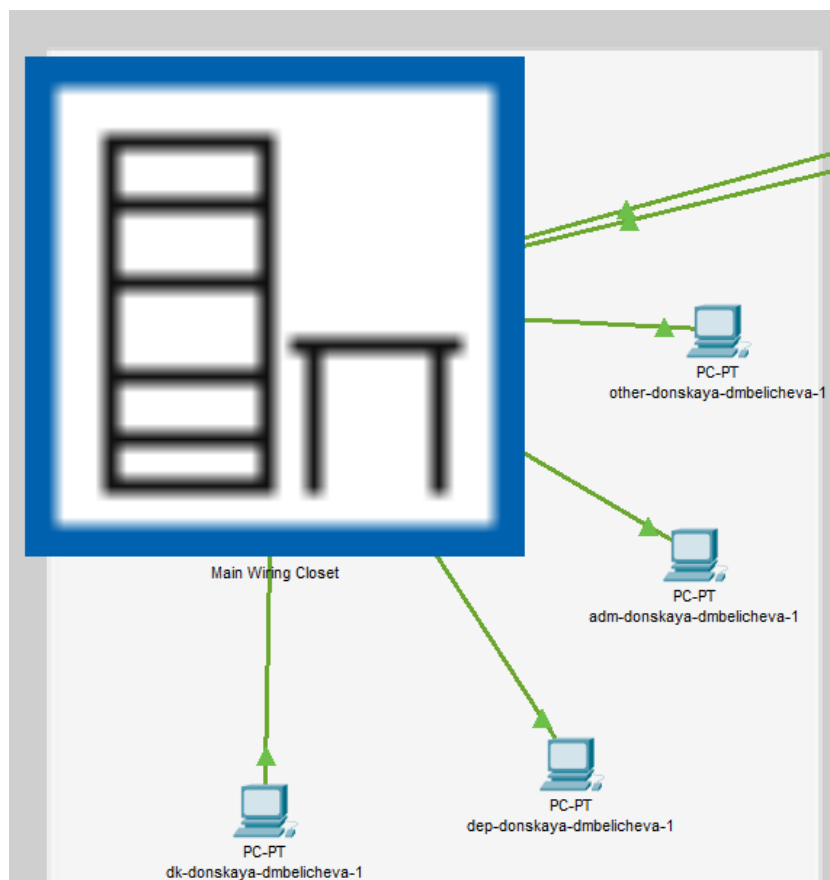 PC-PT
other-donskaya-dmbelicheva-1
Main Wiring Closet
PC-PT
adm-donskaya-dmbelicheva-1
PC-PT
dep-donskaya-dmbelicheva-1
PC-PT
dk-donskaya-dmbelicheva-1